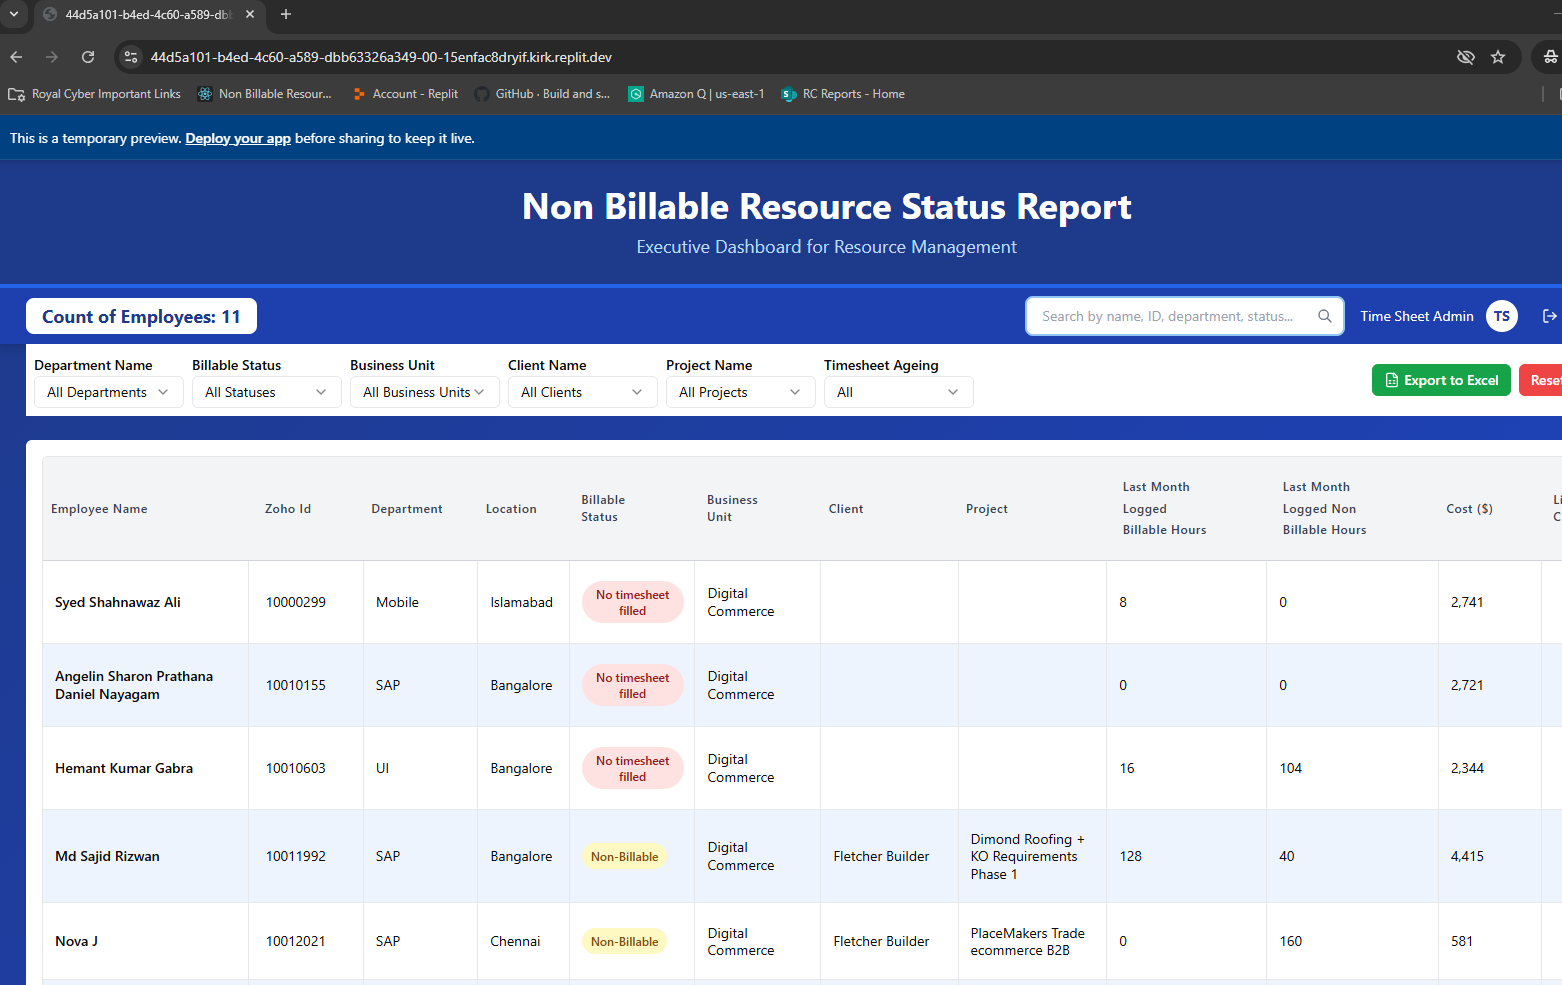 44d5a101-b4ed-4c60-a589-dbb
44d5a101-b4ed-4c60-a589-dbb63326a349-00-15enfac8dryif.kirk.replit.dev
Royal Cyber Important Links
Non Billable Resour...
Account - Replit
GitHub · Build and s...
Amazon Q | us-east-1
RC Reports - Home
This is a temporary preview. Deploy your app before sharing to keep it live.
Non Billable Resource Status Report
Executive Dashboard for Resource Management
Count of Employees: 11
Search by name, ID, department, status...
Time Sheet Admin
TS
Department Name
Billable Status
Business Unit
Client Name
Project Name
Timesheet Ageing
All Departments
All Statuses
All Business Units
All Clients
All Projects
All
Export to Excel
Reset
Employee Name
Zoho Id
Department
Location
Billable
Status
Business
Unit
Client
Project
Last Month
Logged
Billable Hours
Last Month
Logged Non
Billable Hours
Cost ($)
Syed Shahnawaz Ali
10000299
Mobile
Islamabad
No timesheet
filled
Digital
Commerce
8
0
2,741
Angelin Sharon Prathana
Daniel Nayagam
10010155
SAP
Bangalore
No timesheet
filled
Digital
Commerce
0
0
2,721
Hemant Kumar Gabra
10010603
UI
Bangalore
No timesheet
filled
Digital
Commerce
16
104
2,344
Md Sajid Rizwan
10011992
SAP
Bangalore
Non-Billable
Digital
Commerce
Fletcher Builder
Dimond Roofing +
KO Requirements
Phase 1
128
40
4,415
Nova J
10012021
SAP
Chennai
Non-Billable
Digital
Commerce
Fletcher Builder
PlaceMakers Trade
ecommerce B2B
0
160
581